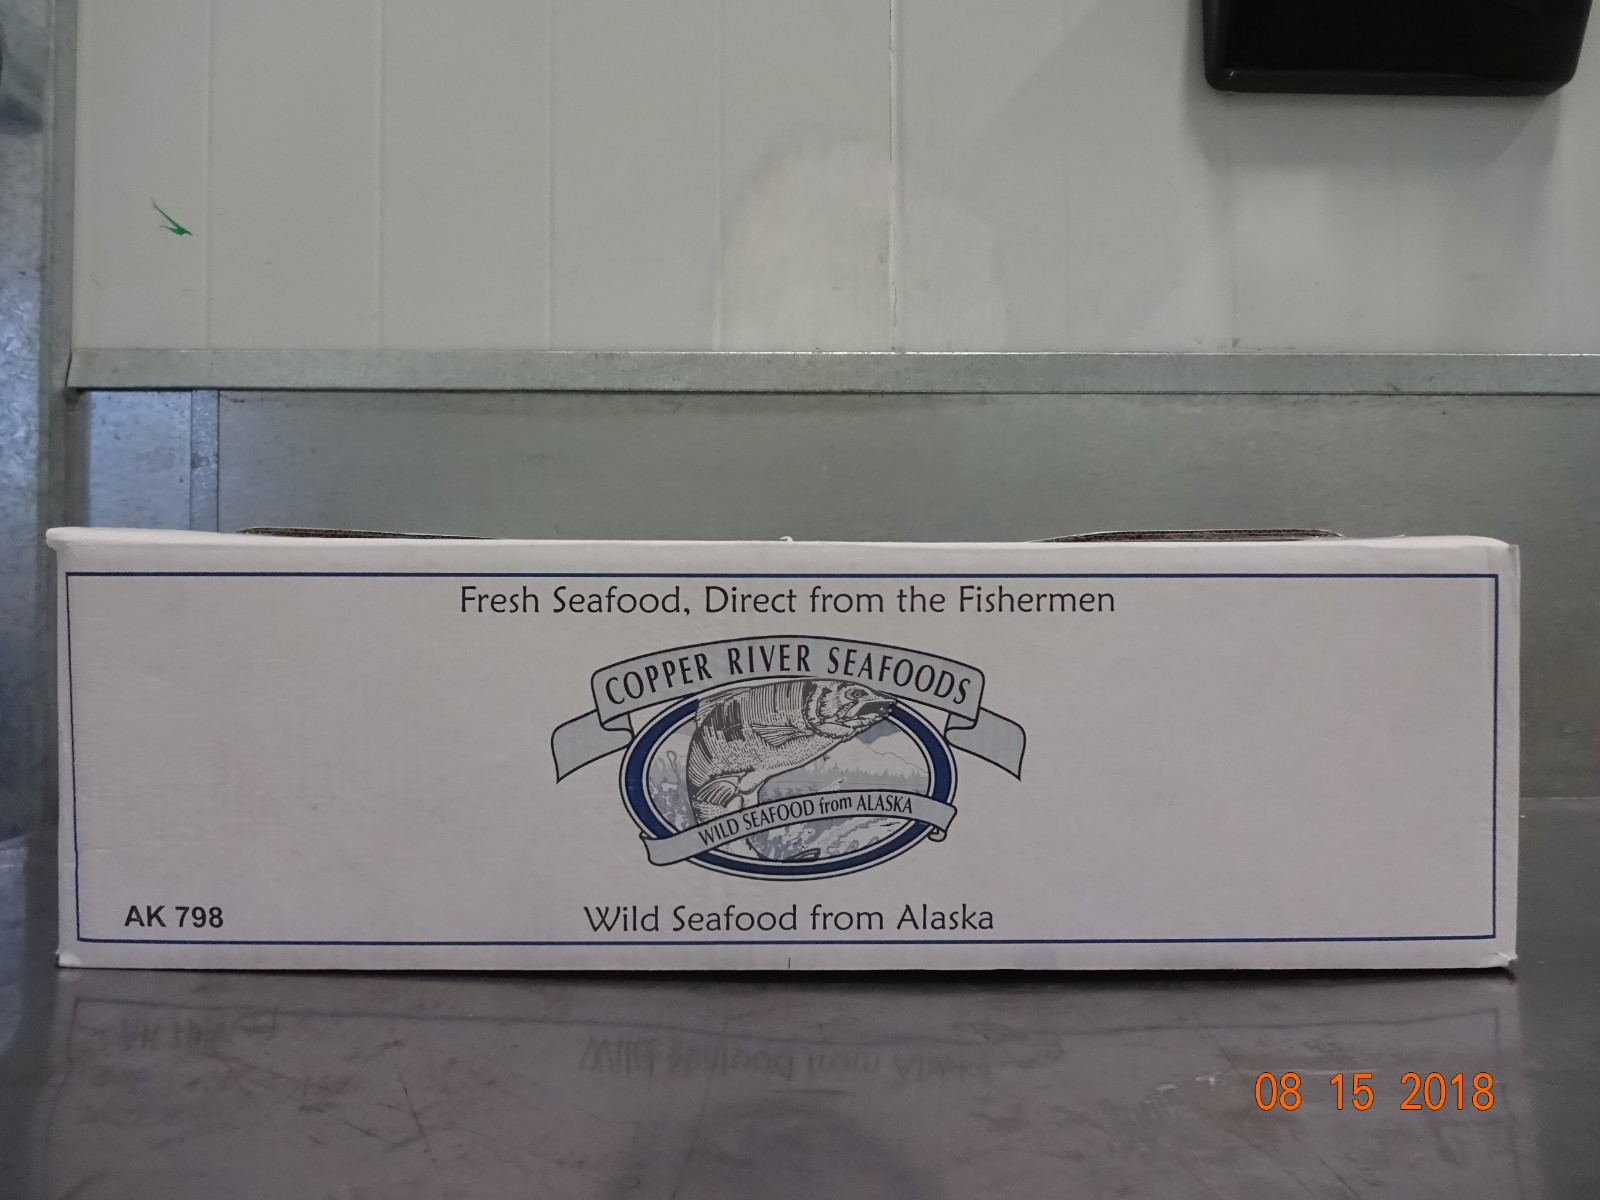 Fresh Seafood, Direct from the Fishermen
COPPER RIVER SEAFOODS
WILD SEAFOOD from ALASKA
AK 798
Wild Seafood from Alaska
08 15 2018